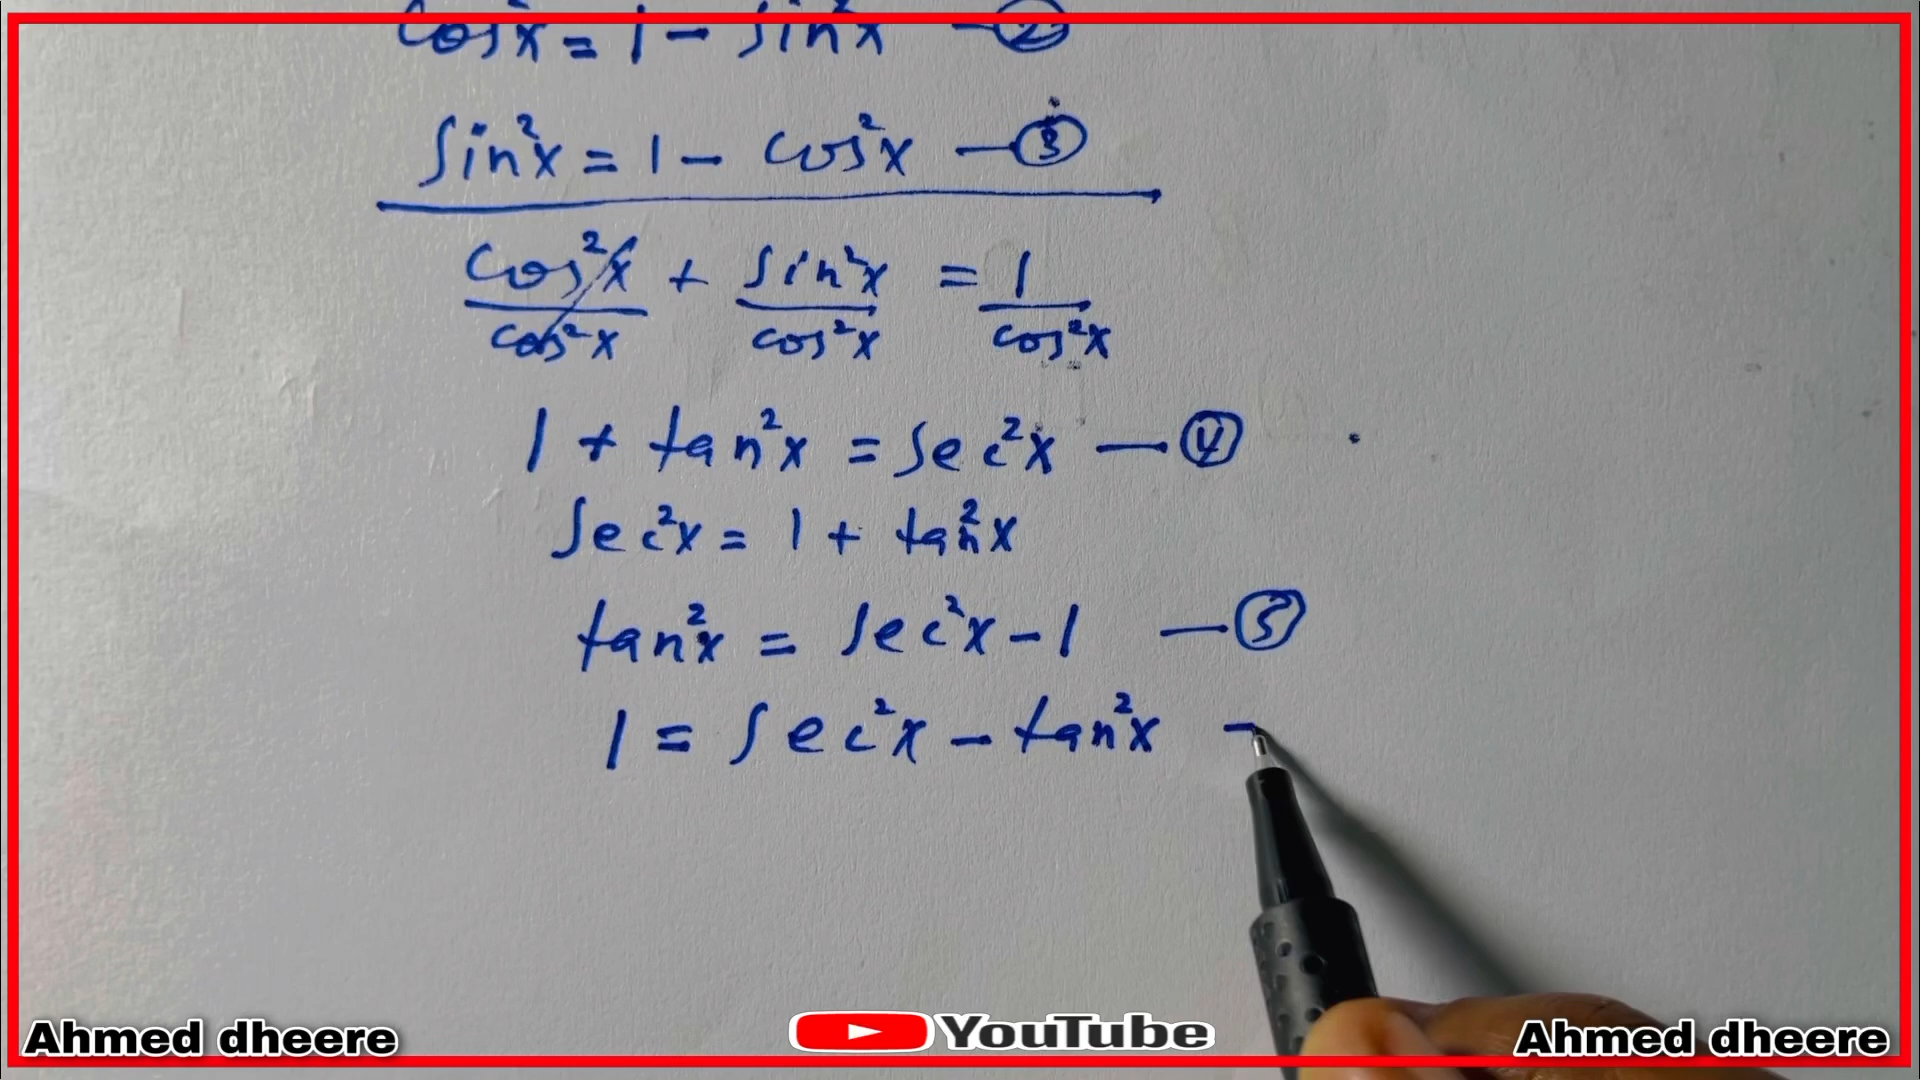 cos²x = 1 - sin²x — ②
sin²x = 1 - cos²x — ③
cos²x/cos²x + sin²x/cos²x = 1/cos²x
1 + tan²x = sec²x — ④
sec²x = 1 + tan²x
tan²x = sec²x - 1 — ⑤
1 = sec²x - tan²x —
Ahmed dheere
YouTube
Ahmed dheere